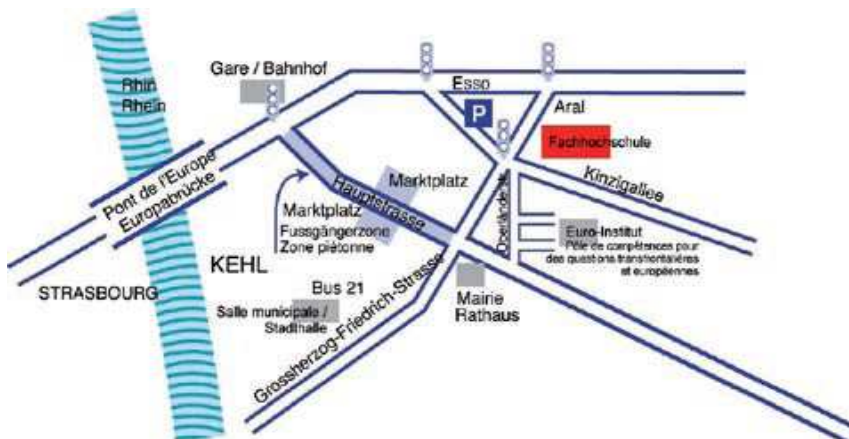 Gare / Bahnhof
Rhin
Rhein
Esso
P
Aral
Fachhochschule
Pont de l'Europe
Europabrücke
Hauptstrasse
Marktplatz
Kinzigallee
Marktplatz
Fussgängerzone
Zone piétonne
Oberländerstr.
Euro-Institut
Pôle de compétences pour
des questions transfrontalières
et européennes
KEHL
STRASBOURG
Bus 21
Salle municipale /
Stadthalle
Grossherzog-Friedrich-Strasse
Mairie
Rathaus